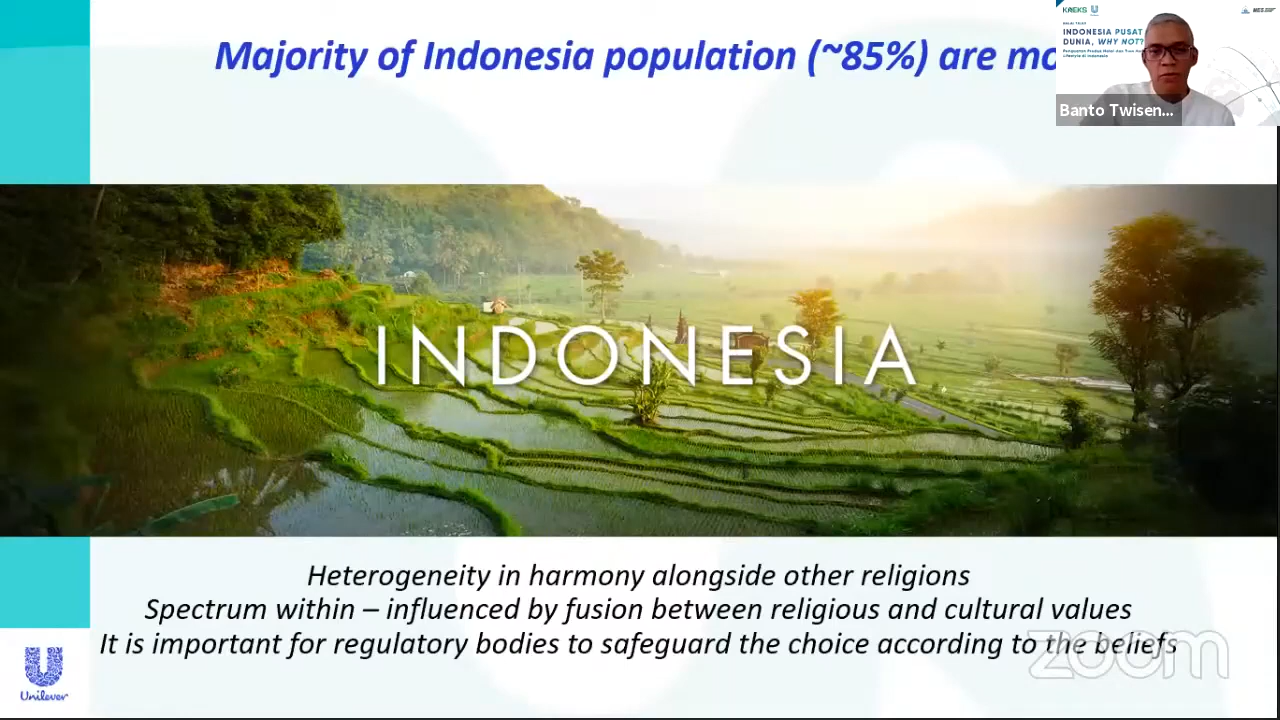 Majority of Indonesia population (~85%) are mo
KNEKS
INDONESIA PUSAT
DUNIA, WHY NOT?
Banto Twisen...
INDONESIA
Heterogeneity in harmony alongside other religions
Spectrum within – influenced by fusion between religious and cultural values
It is important for regulatory bodies to safeguard the choice according to the beliefs
Unilever
zoom